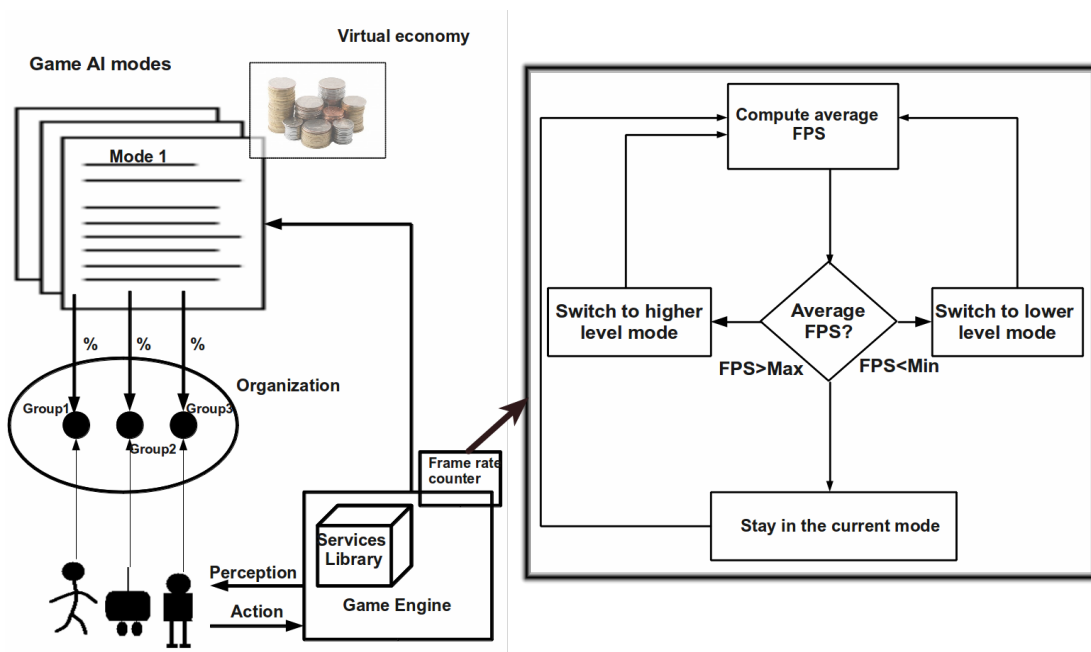 Virtual economy
Game AI modes
Mode 1
%
%
%
Organization
Group1
Group2
Group3
Frame rate
counter
Services
Library
Perception
Game Engine
Action
Compute average
FPS
Switch to higher
level mode
Average
FPS?
Switch to lower
level mode
FPS>Max
FPS<Min
Stay in the current mode